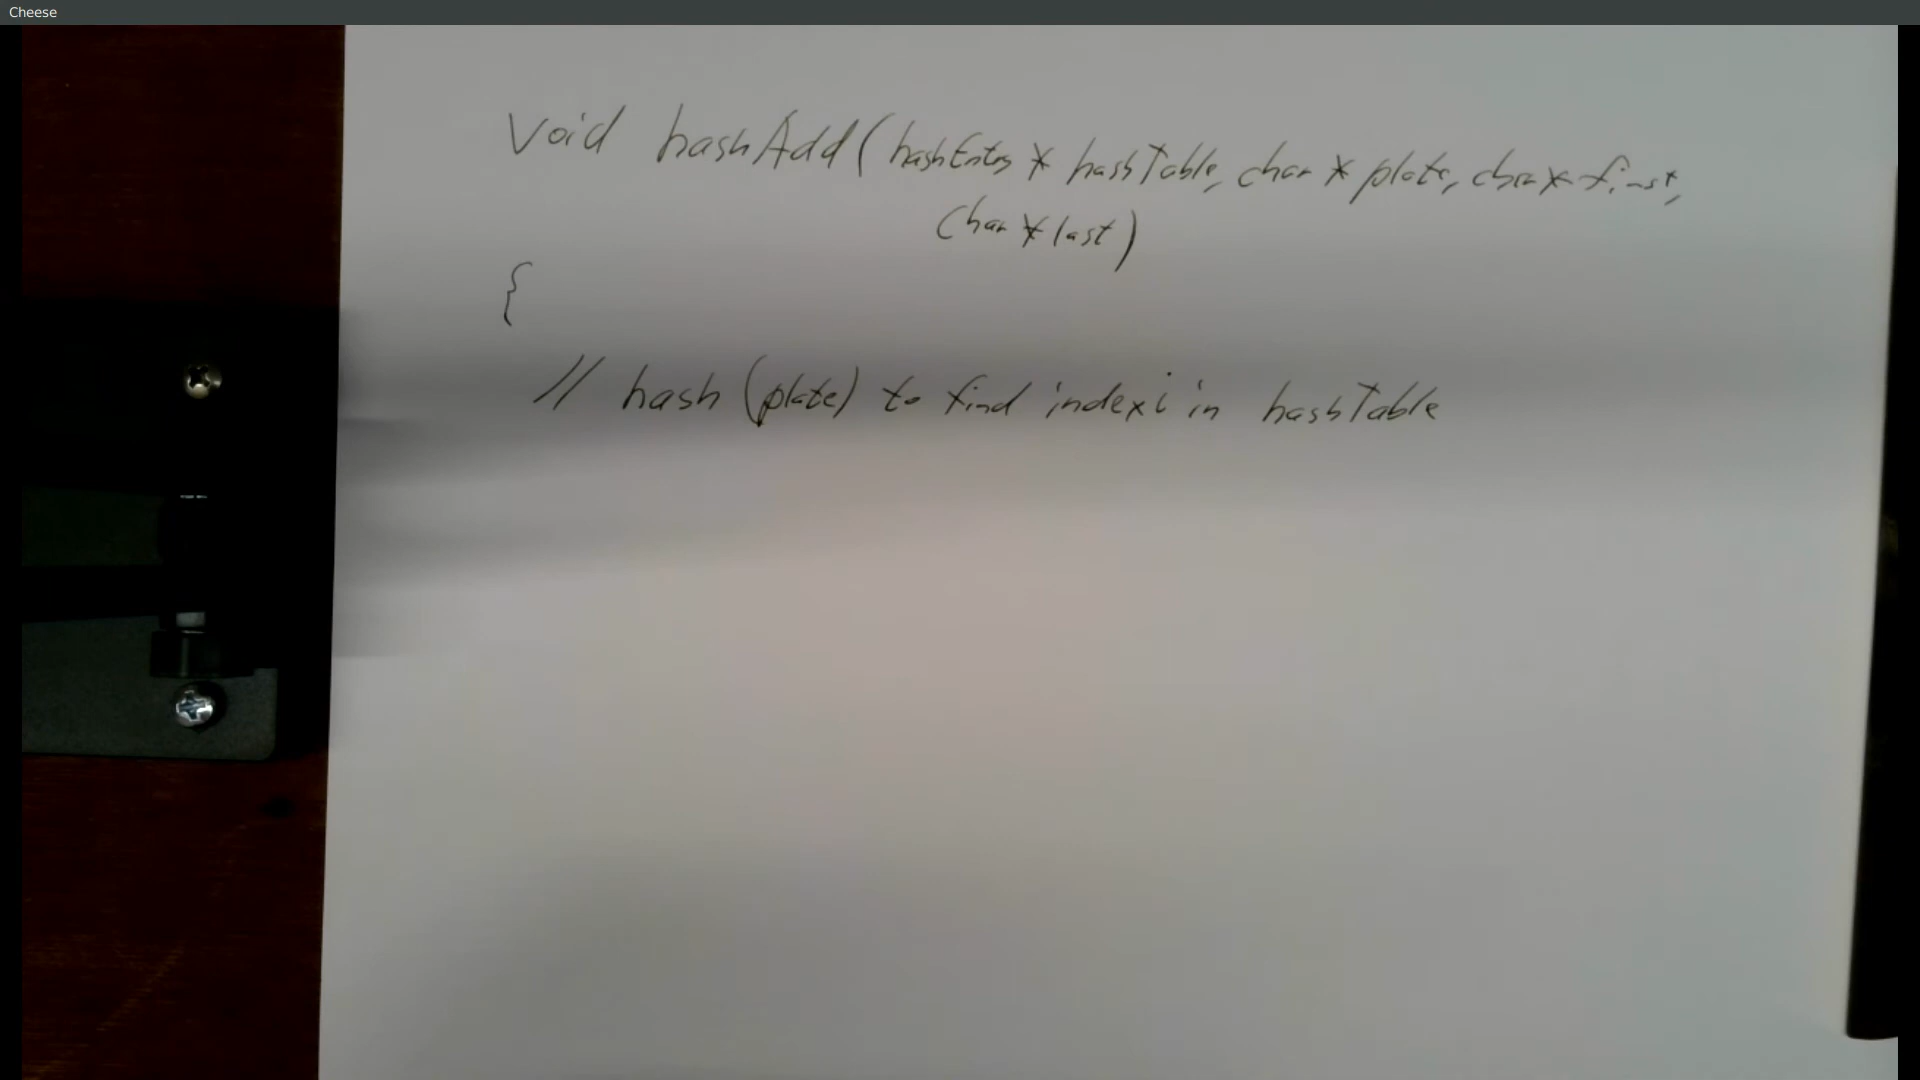 Cheese
Void hashAdd(hashEntry * hashTable, char * plate, char * first,
char * last)
{
// hash (plate) to find index i in hashTable